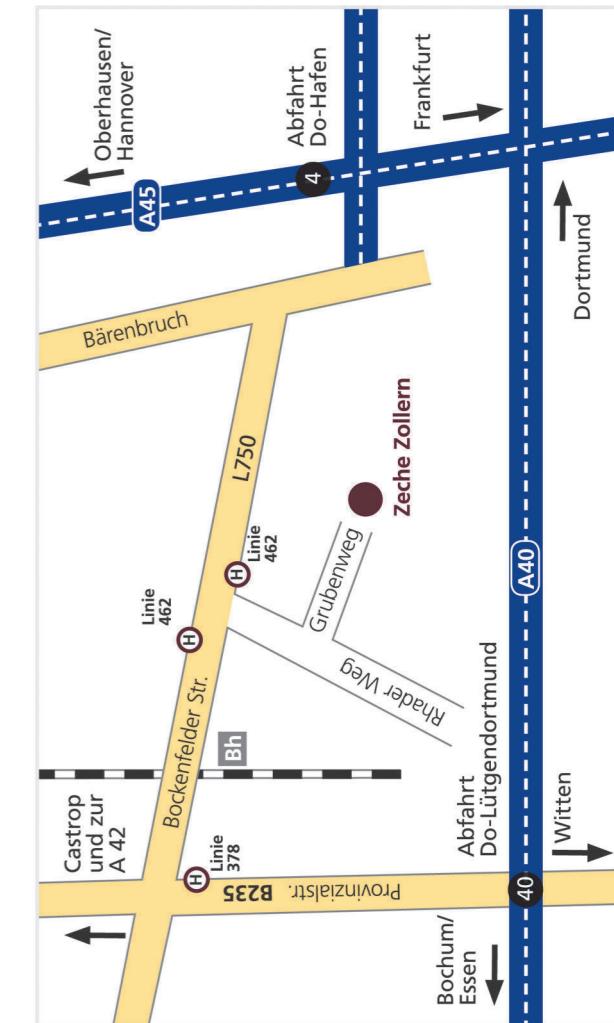 Oberhausen/
Hannover
A45
Abfahrt
Do-Hafen
4
Frankfurt
Bärenbruch
L750
Dortmund
Zeche Zollern
Linie
462
H
H
Linie
462
Grubenweg
Rhader Weg
A40
Bockenfelder Str.
Bh
Castrop
und zur
A 42
H
Linie
378
B235
Provinzialstr.
Abfahrt
Do-Lütgendortmund
40
Witten
Bochum/
Essen